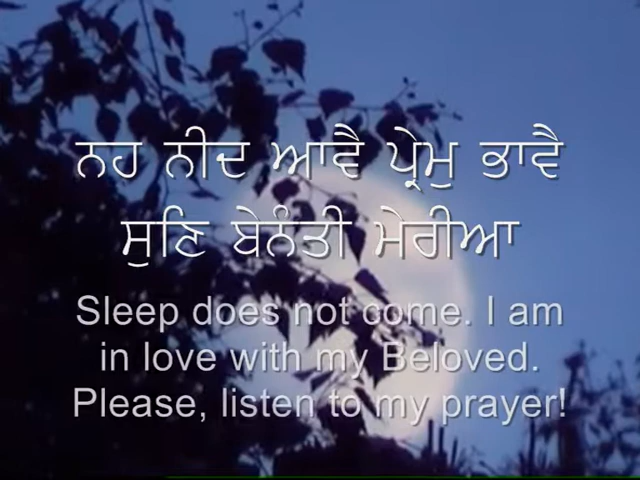 ਨਹ ਨੀਦ ਆਵੈ ਪ੍ਰੇਮੁ ਭਾਵੈ
ਸੁਣਿ ਬੇਨੰਤੀ ਮੇਰੀਆ
Sleep does not come. I am
in love with my Beloved.
Please, listen to my prayer!